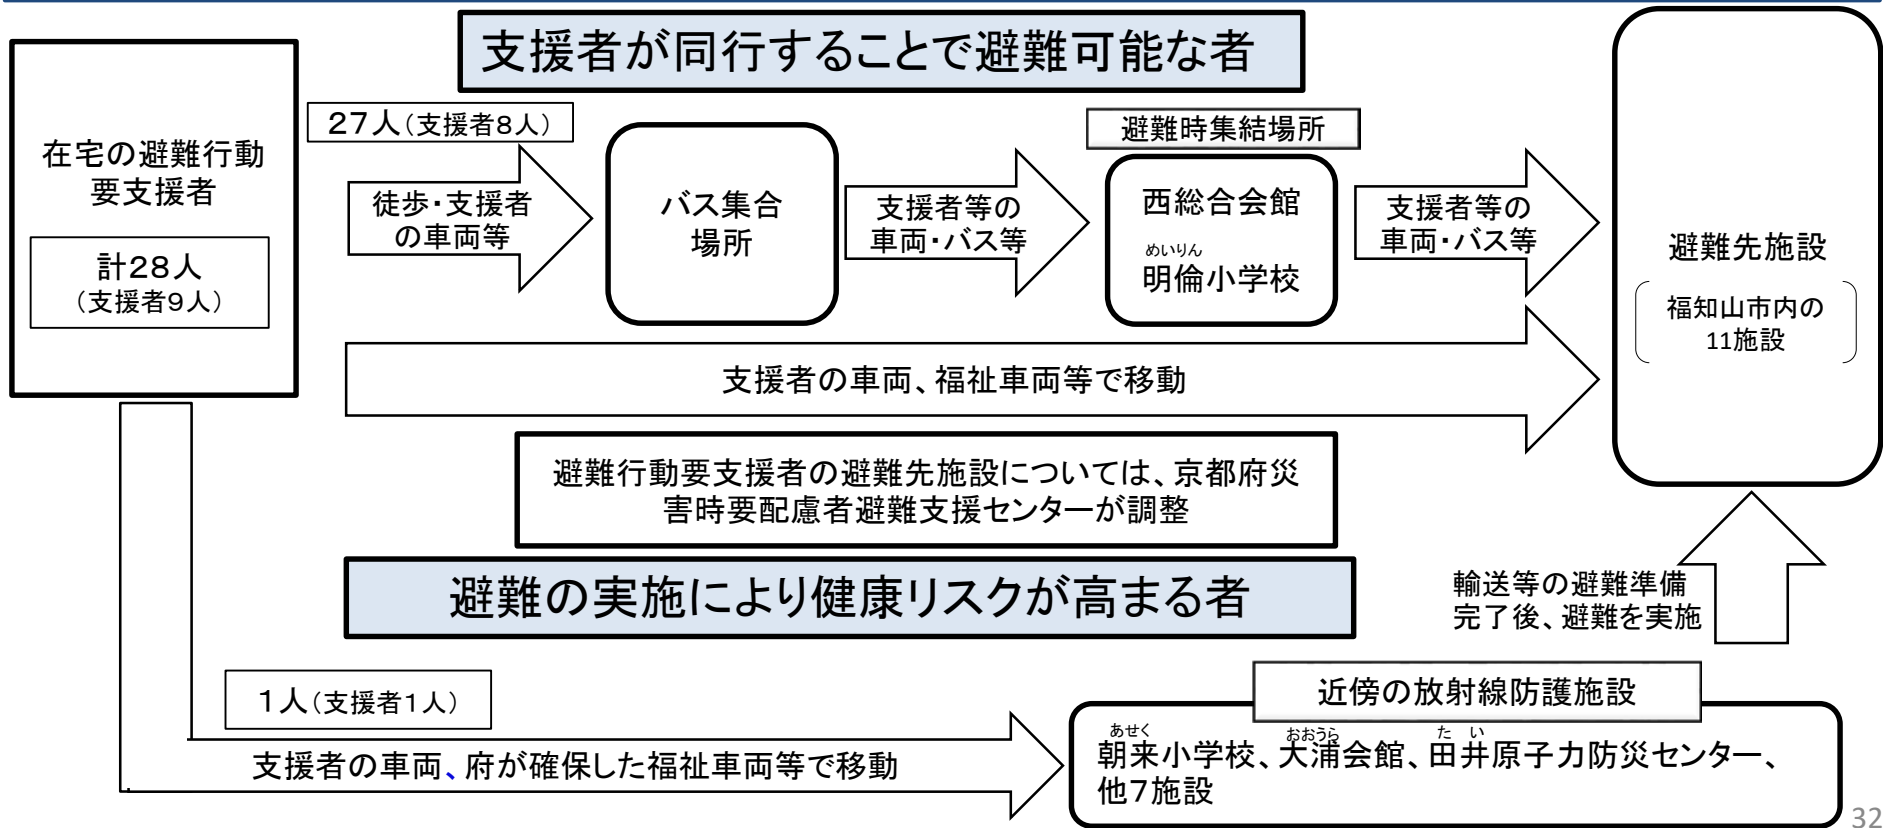 支援者が同行することで避難可能な者
在宅の避難行動
要支援者
計28人
(支援者9人)
27人(支援者8人)
徒歩・支援者
の車両等
バス集合
場所
支援者等の
車両・バス等
避難時集結場所
西総合会館
めいりん
明倫小学校
支援者等の
車両・バス等
避難先施設
福知山市内の
11施設
支援者の車両、福祉車両等で移動
避難行動要支援者の避難先施設については、京都府災
害時要配慮者避難支援センターが調整
避難の実施により健康リスクが高まる者
輸送等の避難準備
完了後、避難を実施
1人(支援者1人)
支援者の車両、府が確保した福祉車両等で移動
近傍の放射線防護施設
あせく おおうら たい
朝来小学校、大浦会館、田井原子力防災センター、
他7施設
32